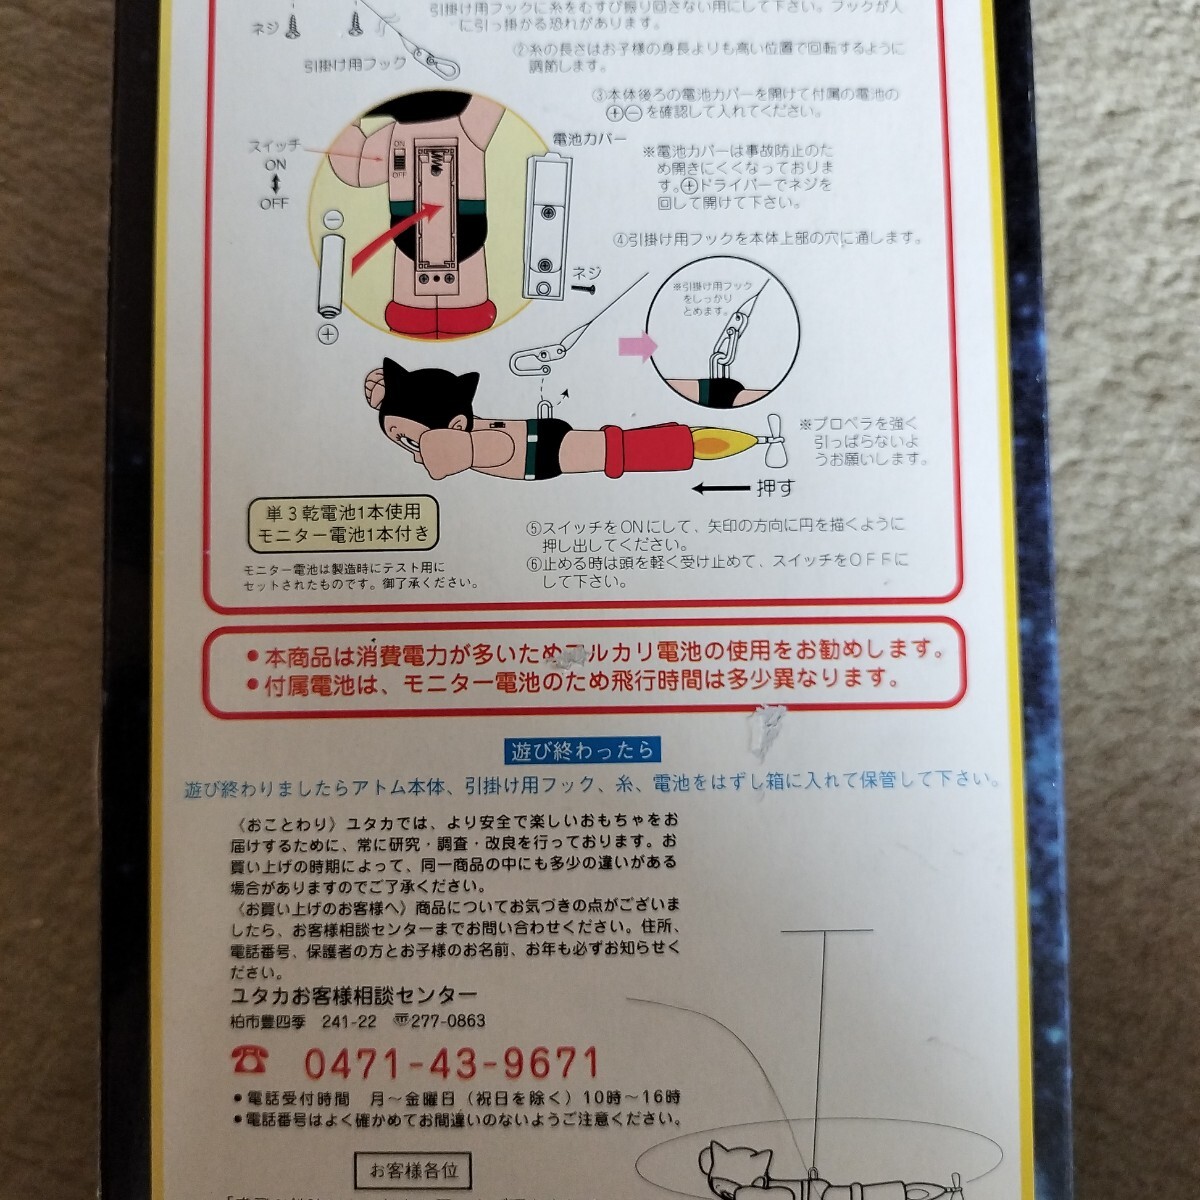 引掛け用フックに糸をむすび振り回さない用にして下さい。フックが人
に引っ掛かる恐れがあります。
ネジ
引掛け用フック
②糸の長さはお子様の身長よりも高い位置で回転するように
調節します。
③本体後ろの電池カバーを開けて付属の電池の
⊕⊖を確認して入れてください。
スイッチ
ON
OFF
ON
OFF
電池カバー
※電池カバーは事故防止のた
め開きにくくなっておりま
す。⊕ドライバーでネジを
回して開けて下さい。
④引掛け用フックを本体上部の穴に通します。
ネジ
※引掛け用フック
をしっかり
とめます。
※プロペラを強く
引っぱらないよ
うお願いします。
押す
単3乾電池1本使用
モニター電池1本付き
モニター電池は製造時にテスト用に
セットされたものです。御了承ください。
⑤スイッチをONにして、矢印の方向に円を描くように
押し出してください。
⑥止める時は頭を軽く受け止めて、スイッチをOFFに
して下さい。
●本商品は消費電力が多いためアルカリ電池の使用をお勧めします。
●付属電池は、モニター電池のため飛行時間は多少異なります。
遊び終わったら
遊び終わりましたらアトム本体、引掛け用フック、糸、電池をはずし箱に入れて保管して下さい。
〈おことわり〉ユタカでは、より安全で楽しいおもちゃをお
届けするために、常に研究・調査・改良を行っております。お
買い上げの時期によって、同一商品の中にも多少の違いがある
場合がありますのでご了承ください。
〈お買い上げのお客様へ〉商品についてお気づきの点がございま
したら、お客様相談センターまでお問い合わせください。住所、
電話番号、保護者の方とお子様のお名前、お年も必ずお知らせく
ださい。
ユタカお客様相談センター
柏市豊四季 241-22 〒277-0863
☎ 0471-43-9671
●電話受付時間 月～金曜日（祝日を除く）10時～16時
●電話番号はよく確かめてお間違いのないようご注意ください。
お客様各位